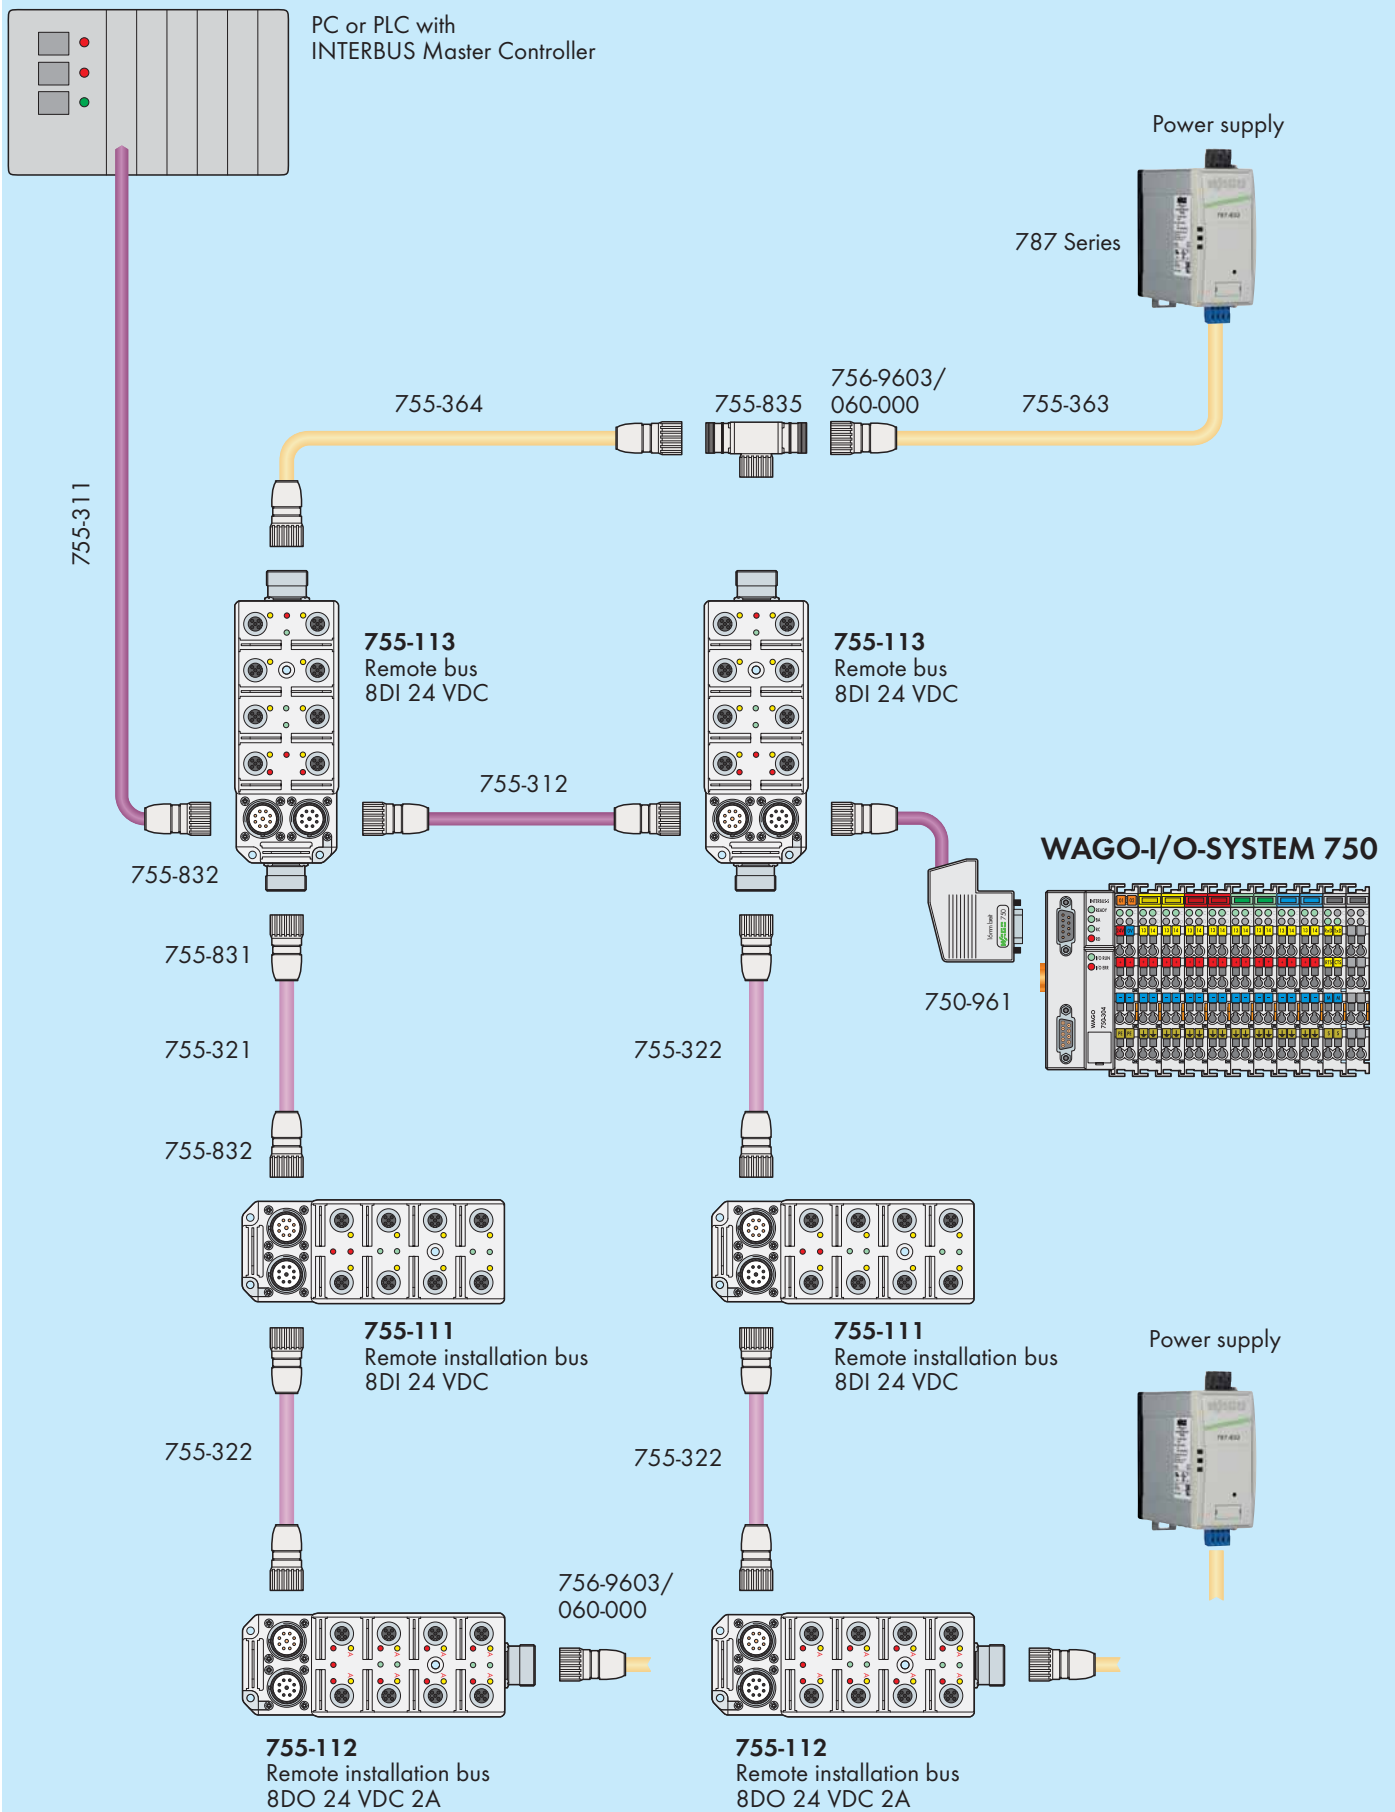 PC or PLC with
INTERBUS Master Controller
Power supply
787 Series
755-364
755-835
756-9603/
060-000
755-363
755-311
755-113
Remote bus
8DI 24 VDC
755-113
Remote bus
8DI 24 VDC
755-312
755-832
WAGO-I/O-SYSTEM 750
755-831
750-961
755-321
755-322
755-832
755-111
Remote installation bus
8DI 24 VDC
755-111
Remote installation bus
8DI 24 VDC
Power supply
755-322
755-322
756-9603/
060-000
755-112
Remote installation bus
8DO 24 VDC 2A
755-112
Remote installation bus
8DO 24 VDC 2A